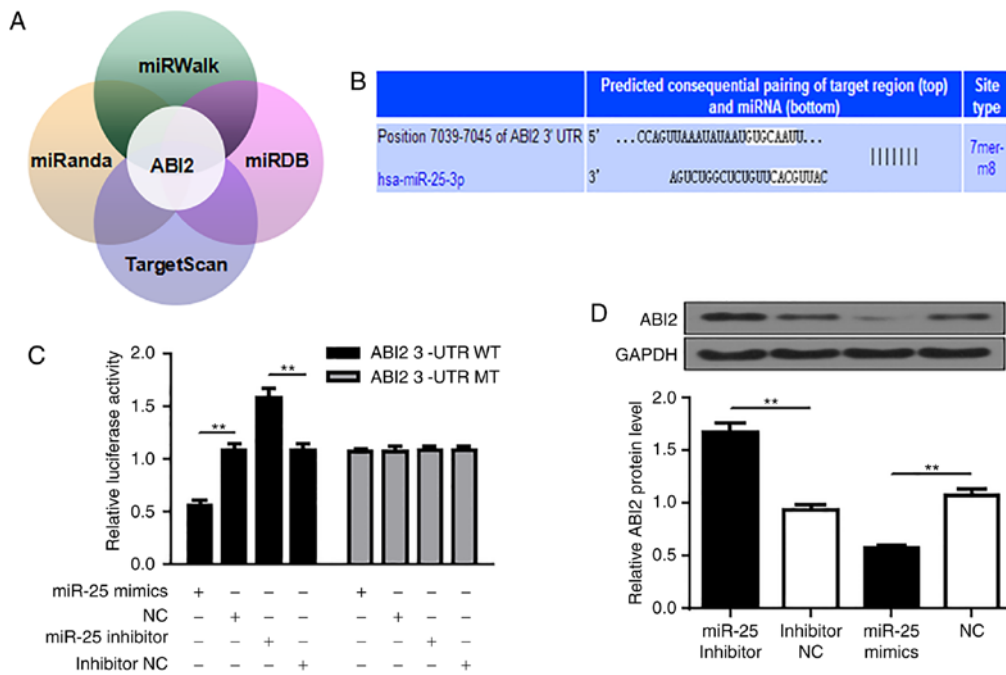 A
miRWalk
miRanda
ABI2
miRDB
TargetScan
B
Predicted consequential pairing of target region (top) and miRNA (bottom)
Site type
Position 7039-7045 of ABI2 3' UTR
5' ...CCAGUUAAAUAUAAUGUGCAAUU...
hsa-miR-25-3p
3' AGUCUGGCUCUGUUCACGUUAC
7mer-m8
C
Relative luciferase activity
2.0
1.5
1.0
0.5
0.0
**
**
ABI2 3 -UTR WT
ABI2 3 -UTR MT
miR-25 mimics + – – – + – – –
NC – + – – – + – –
miR-25 inhibitor – – + – – – + –
Inhibitor NC – – – + – – – +
D
ABI2
GAPDH
Relative ABI2 protein level
2.0
1.5
1.0
0.5
0.0
**
**
miR-25 Inhibitor
Inhibitor NC
miR-25 mimics
NC